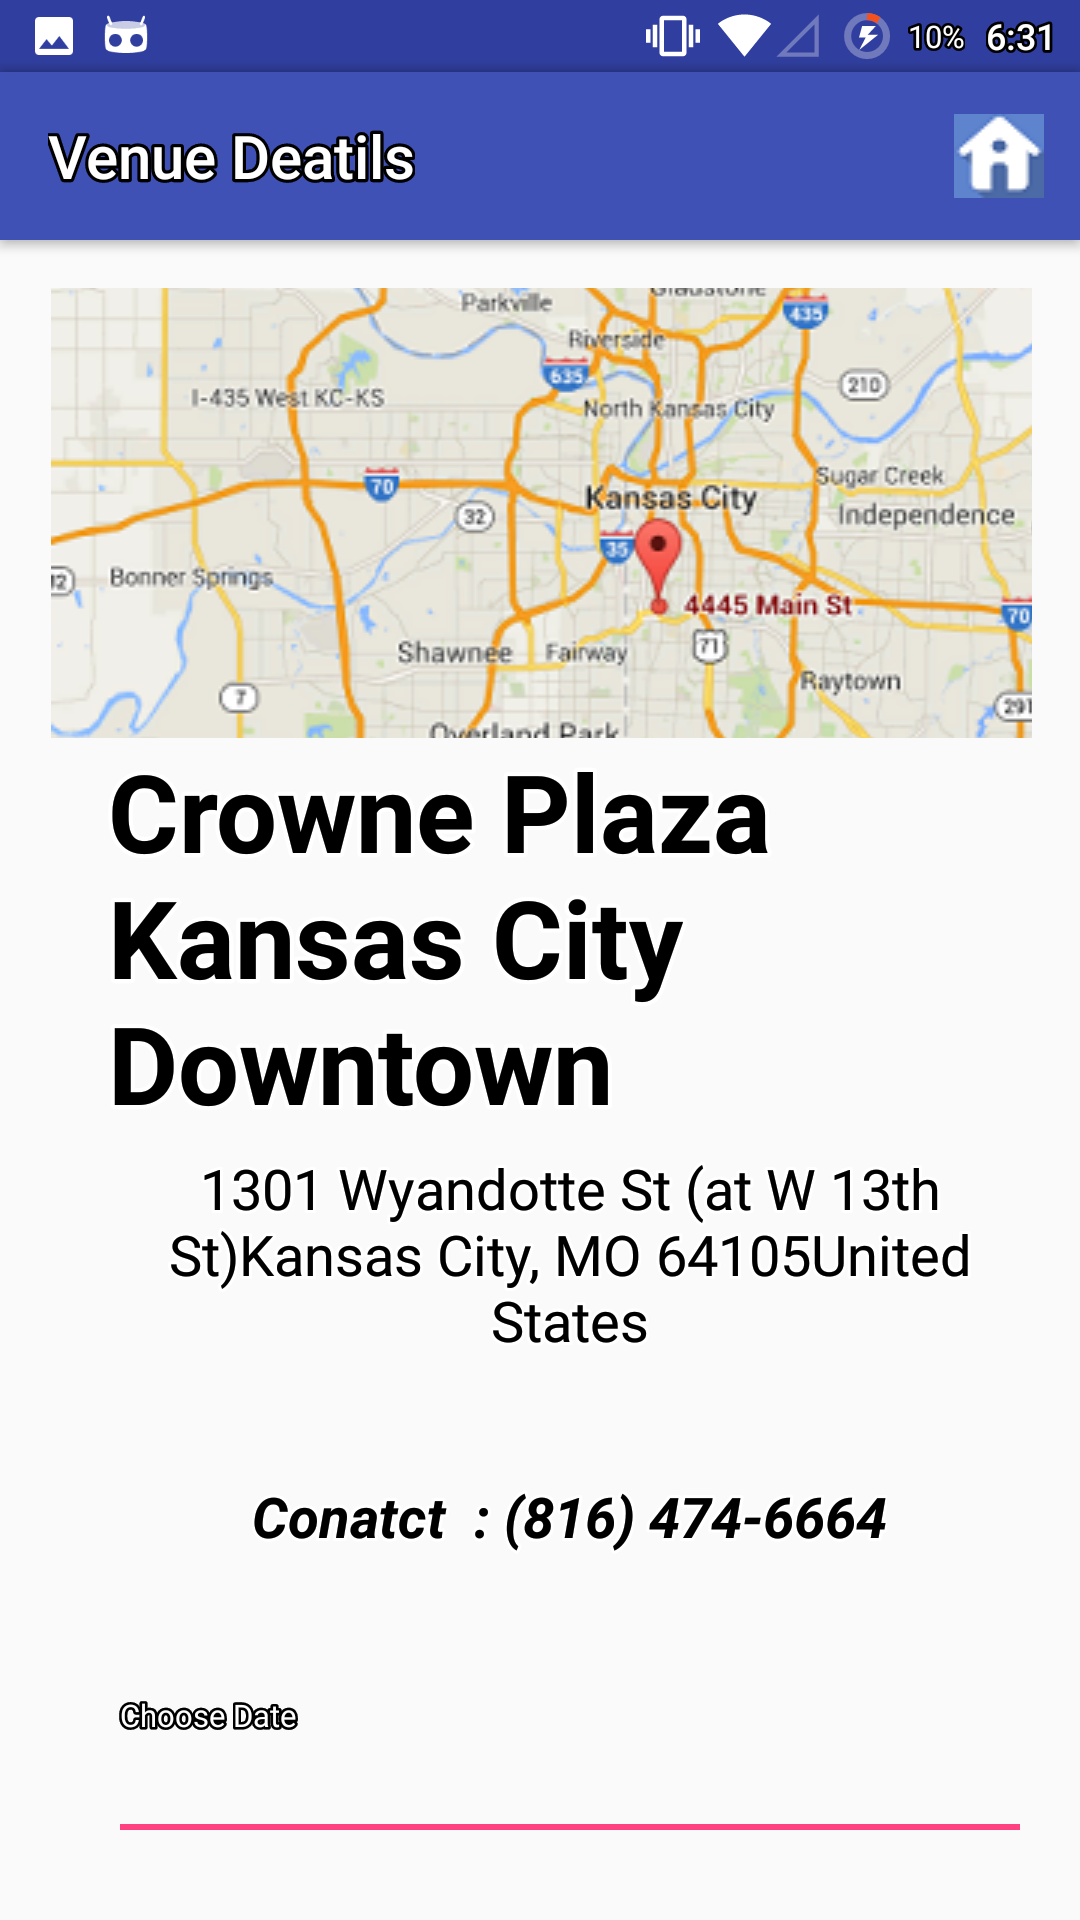 10% 6:31
Venue Deatils
Parkville
Gladstone
435
Riverside
635
210
I-435 West KC-KS
North Kansas City
Sugar Creek
70
Kansas City
32
Independence
35
Bonner Springs
12
4445 Main St
70
Shawnee
Fairway
71
Raytown
7
291
Overland Park
Crowne Plaza
Kansas City
Downtown
1301 Wyandotte St (at W 13th
St)Kansas City, MO 64105United
States
Conatct  : (816) 474-6664
Choose Date